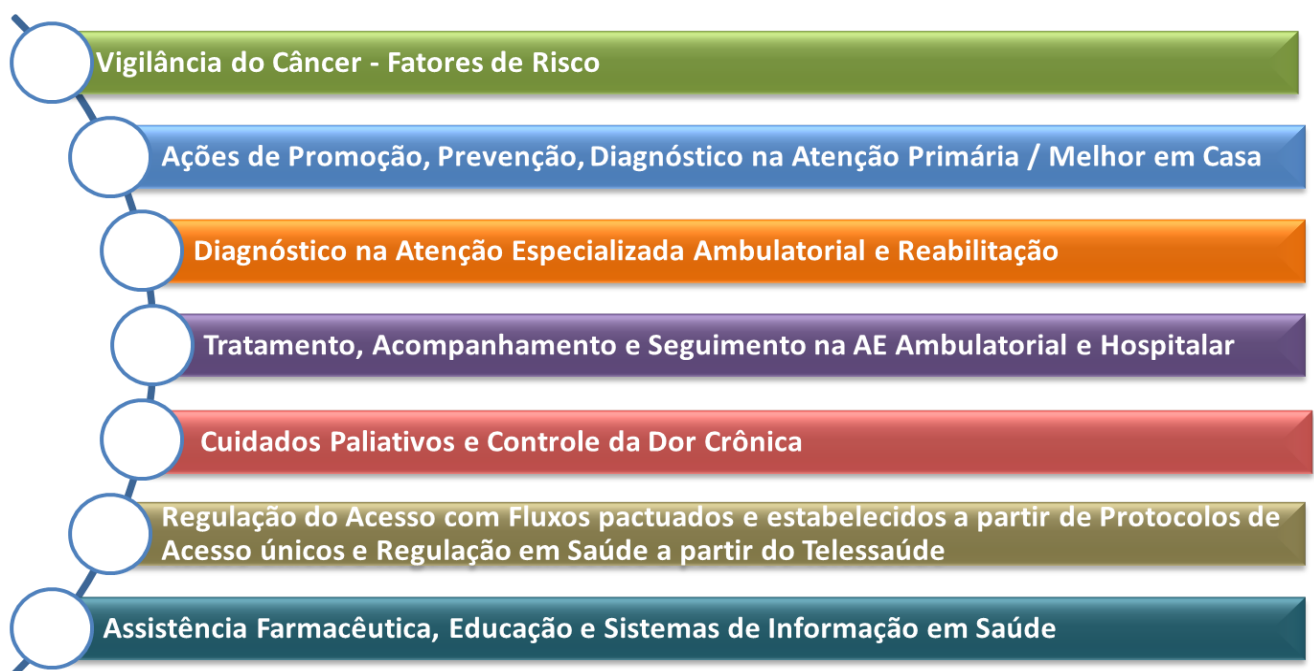 Vigilância do Câncer - Fatores de Risco
Ações de Promoção, Prevenção, Diagnóstico na Atenção Primária / Melhor em Casa
Diagnóstico na Atenção Especializada Ambulatorial e Reabilitação
Tratamento, Acompanhamento e Seguimento na AE Ambulatorial e Hospitalar
Cuidados Paliativos e Controle da Dor Crônica
Regulação do Acesso com Fluxos pactuados e estabelecidos a partir de Protocolos de
Acesso únicos e Regulação em Saúde a partir do Telessaúde
Assistência Farmacêutica, Educação e Sistemas de Informação em Saúde